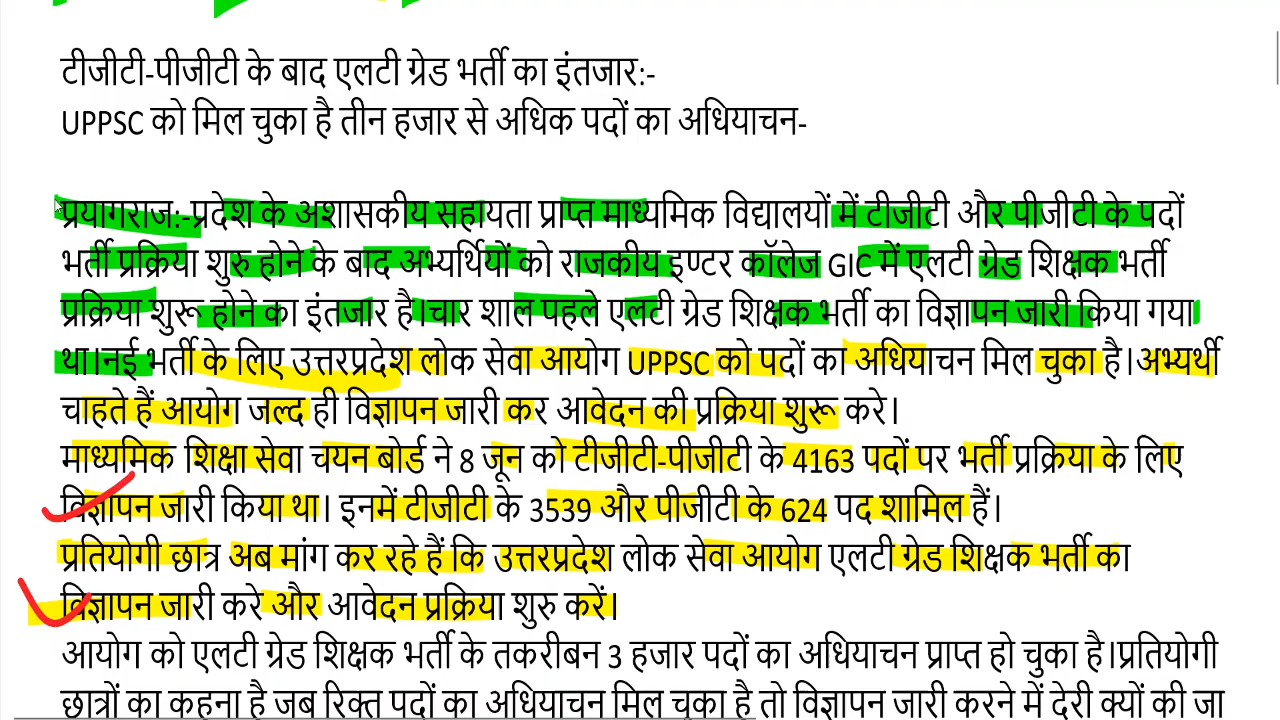 टीजीटी-पीजीटी के बाद एलटी ग्रेड भर्ती का इंतजार:-
UPPSC को मिल चुका है तीन हजार से अधिक पदों का अधियाचन-
प्रयागराज:-प्रदेश के अशासकीय सहायता प्राप्त माध्यमिक विद्यालयों में टीजीटी और पीजीटी के पदों
भर्ती प्रक्रिया शुरु होने के बाद अभ्यर्थियों को राजकीय इण्टर कॉलेज GIC में एलटी ग्रेड शिक्षक भर्ती
प्रक्रिया शुरू होने का इंतजार है।चार शाल पहले एलटी ग्रेड शिक्षक भर्ती का विज्ञापन जारी किया गया
था।नई भर्ती के लिए उत्तरप्रदेश लोक सेवा आयोग UPPSC को पदों का अधियाचन मिल चुका है।अभ्यर्थी
चाहते हैं आयोग जल्द ही विज्ञापन जारी कर आवेदन की प्रक्रिया शुरू करे।
माध्यमिक शिक्षा सेवा चयन बोर्ड ने 8 जून को टीजीटी-पीजीटी के 4163 पदों पर भर्ती प्रक्रिया के लिए
विज्ञापन जारी किया था। इनमें टीजीटी के 3539 और पीजीटी के 624 पद शामिल हैं।
प्रतियोगी छात्र अब मांग कर रहे हैं कि उत्तरप्रदेश लोक सेवा आयोग एलटी ग्रेड शिक्षक भर्ती का
विज्ञापन जारी करे और आवेदन प्रक्रिया शुरु करें।
आयोग को एलटी ग्रेड शिक्षक भर्ती के तकरीबन 3 हजार पदों का अधियाचन प्राप्त हो चुका है।प्रतियोगी
छात्रों का कहना है जब रिक्त पदों का अधियाचन मिल चुका है तो विज्ञापन जारी करने में देरी क्यों की जा